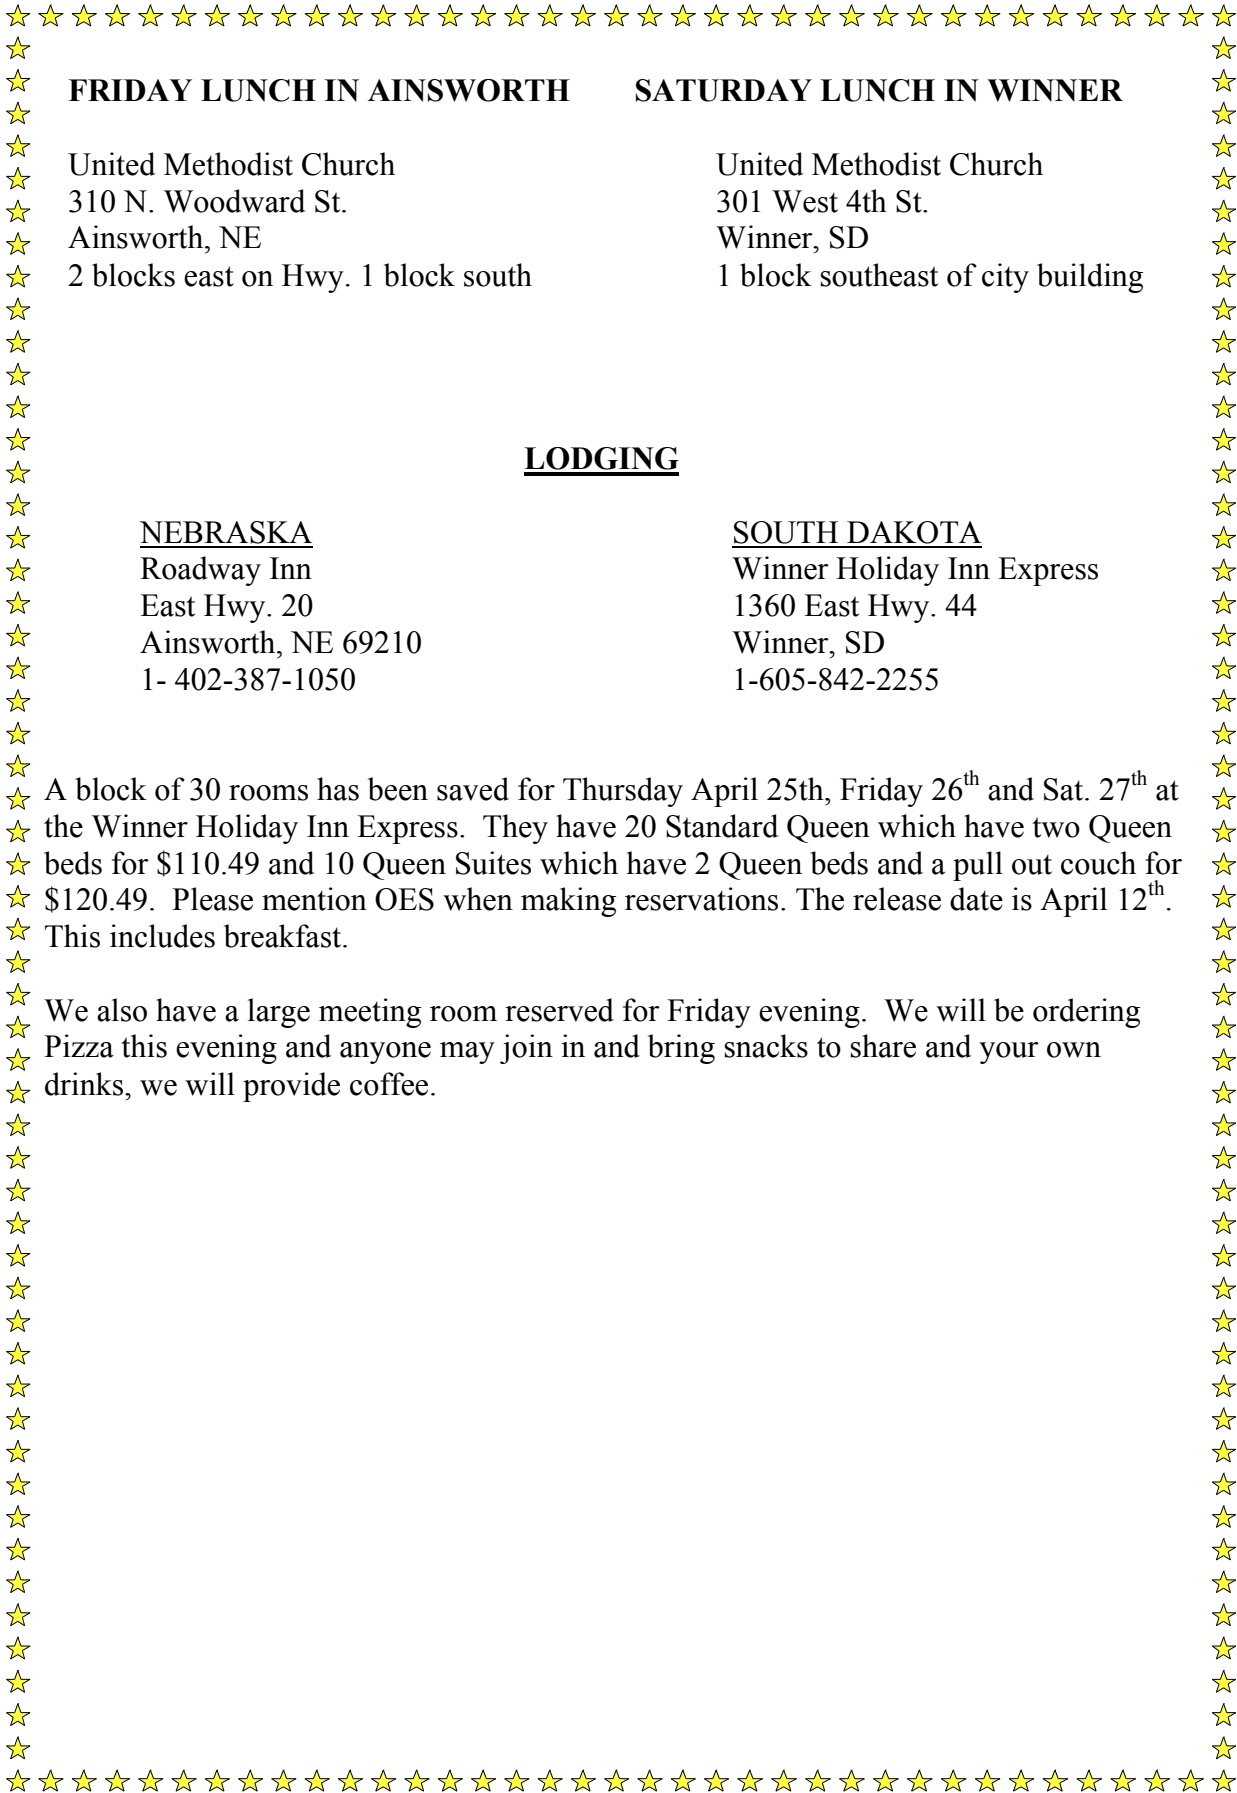 FRIDAY LUNCH IN AINSWORTH
United Methodist Church
310 N. Woodward St.
Ainsworth, NE
2 blocks east on Hwy. 1 block south
SATURDAY LUNCH IN WINNER
United Methodist Church
301 West 4th St.
Winner, SD
1 block southeast of city building
LODGING
NEBRASKA
Roadway Inn
East Hwy. 20
Ainsworth, NE 69210
1- 402-387-1050
SOUTH DAKOTA
Winner Holiday Inn Express
1360 East Hwy. 44
Winner, SD
1-605-842-2255
A block of 30 rooms has been saved for Thursday April 25th, Friday 26th and Sat. 27th at
the Winner Holiday Inn Express.  They have 20 Standard Queen which have two Queen
beds for $110.49 and 10 Queen Suites which have 2 Queen beds and a pull out couch for
$120.49.  Please mention OES when making reservations. The release date is April 12th.
This includes breakfast.
We also have a large meeting room reserved for Friday evening.  We will be ordering
Pizza this evening and anyone may join in and bring snacks to share and your own
drinks, we will provide coffee.